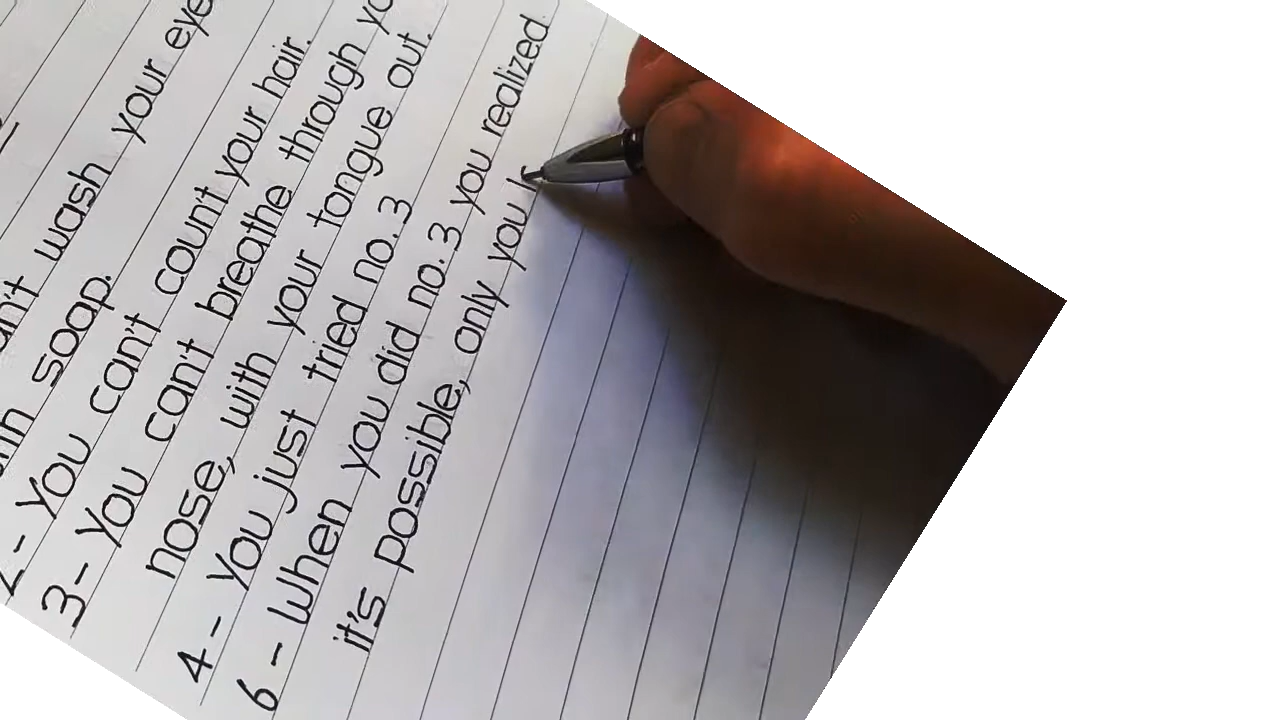 wash your eye
soap.
2- You can't count your hair.
3- You can't breathe through
nose, with your tongue out.
4- You just tried no. 3
6- When you did no. 3 you realized
it's possible, only you